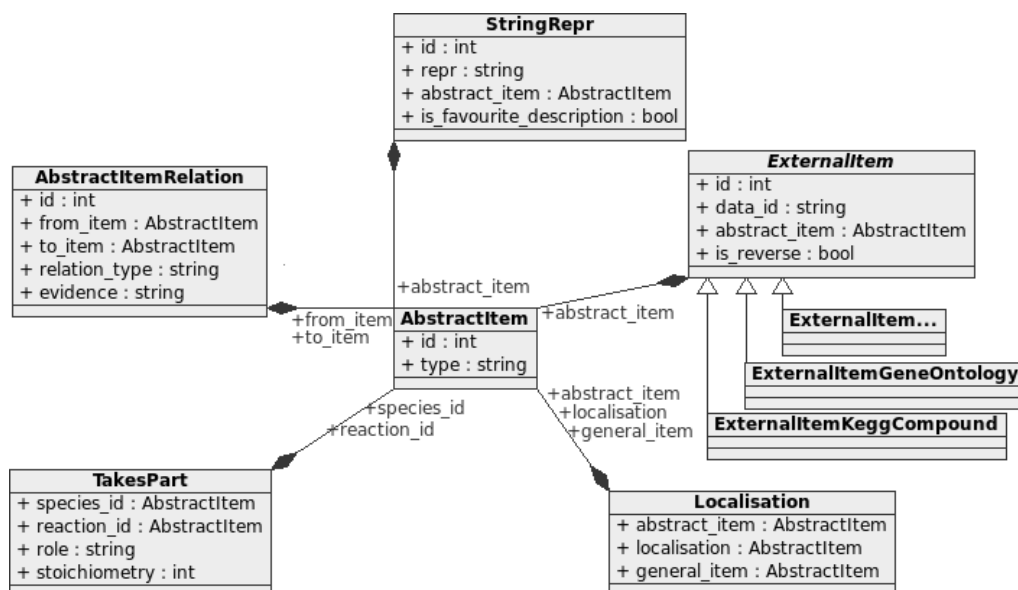 StringRepr
+ id : int
+ repr : string
+ abstract_item : AbstractItem
+ is_favourite_description : bool
AbstractItemRelation
+ id : int
+ from_item : AbstractItem
+ to_item : AbstractItem
+ relation_type : string
+ evidence : string
ExternalItem
+ id : int
+ data_id : string
+ abstract_item : AbstractItem
+ is_reverse : bool
+abstract_item
+from_item
+to_item
AbstractItem
+ id : int
+ type : string
+abstract_item
ExternalItem...
ExternalItemGeneOntology
ExternalItemKeggCompound
+species_id
+reaction_id
+abstract_item
+localisation
+general_item
TakesPart
+ species_id : AbstractItem
+ reaction_id : AbstractItem
+ role : string
+ stoichiometry : int
Localisation
+ abstract_item : AbstractItem
+ localisation : AbstractItem
+ general_item : AbstractItem